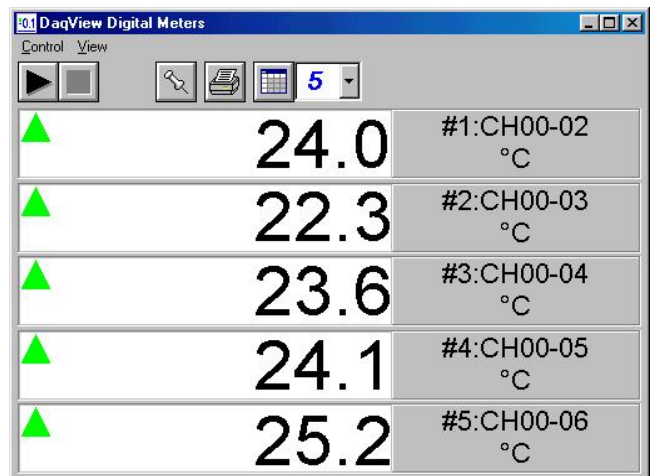 DaqView Digital Meters
Control View
5
24.0
#1:CH00-02
°C
22.3
#2:CH00-03
°C
23.6
#3:CH00-04
°C
24.1
#4:CH00-05
°C
25.2
#5:CH00-06
°C